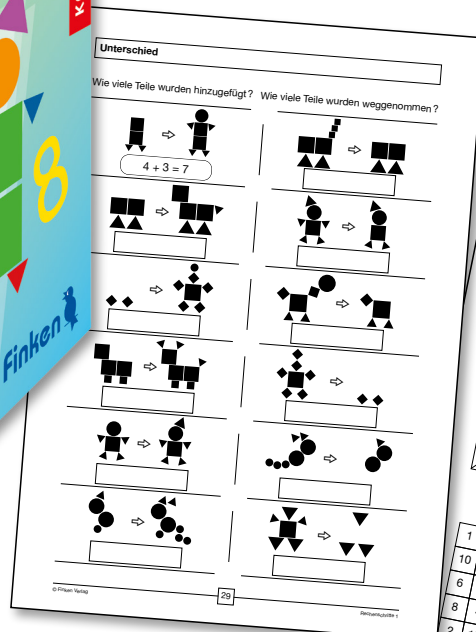 K
8
Finken
Unterschied
Wie viele Teile wurden hinzugefügt?
Wie viele Teile wurden weggenommen?
4 + 3 = 7
© Finken Verlag
29
Rechenschritte 1
1
10
6
8
2